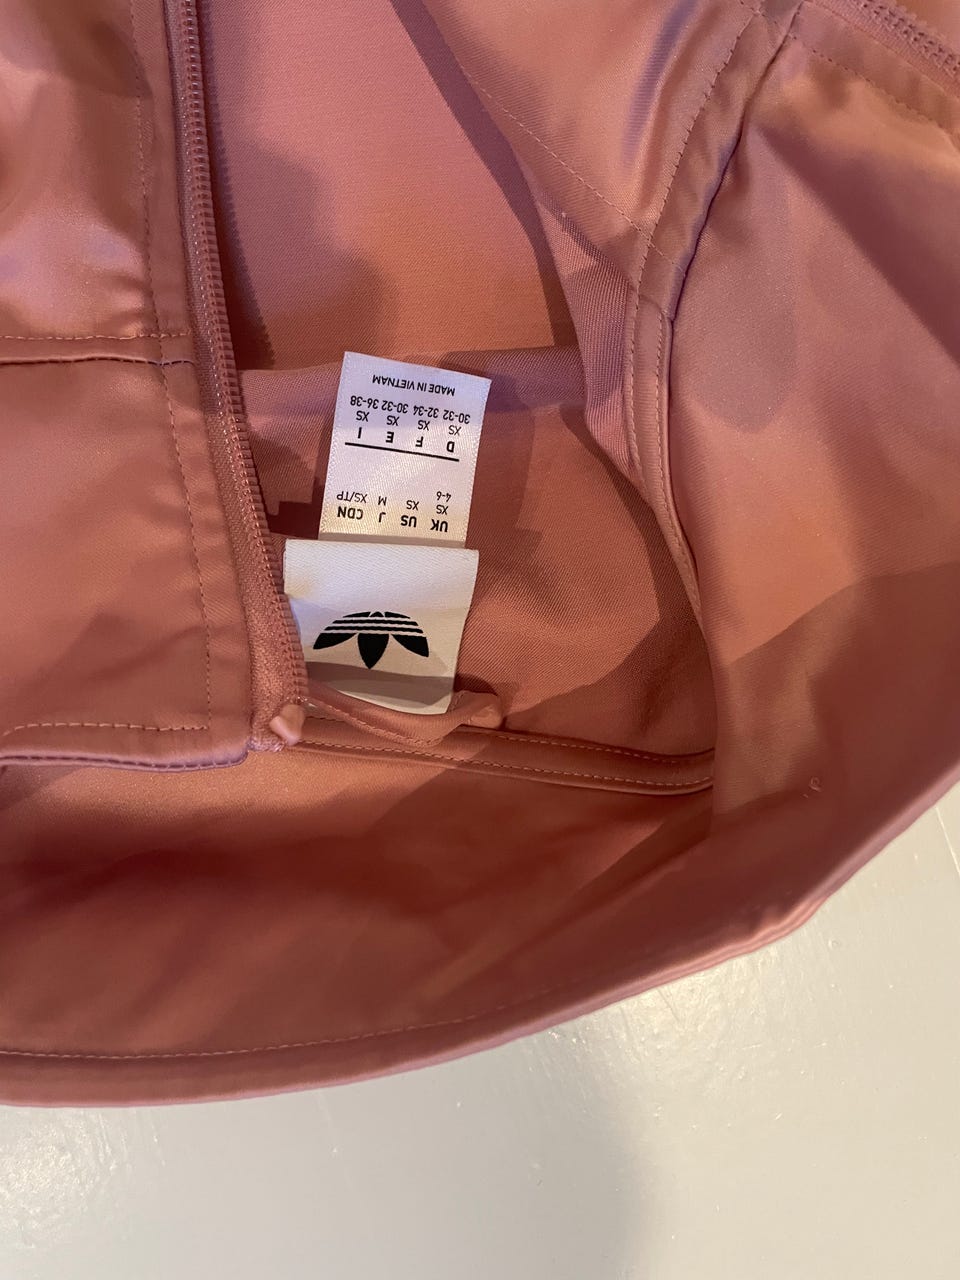 UK US J CDN
XS XS M XS/TP
4-6
D F E I
XS XS XS XS
30-32 32-34 30-32 36-38
MADE IN VIETNAM